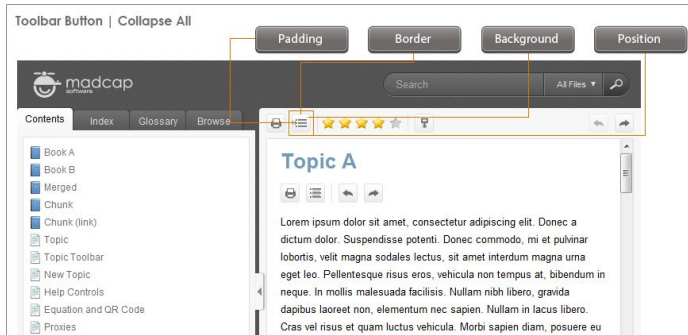 Toolbar Button | Collapse All
Padding Border Background Position
madcap
software
Search All Files
Contents Index Glossary Browse
Book A
Book B
Merged
Chunk
Chunk (link)
Topic
Topic Toolbar
New Topic
Help Controls
Equation and QR Code
Proxies
Topic A
Lorem ipsum dolor sit amet, consectetur adipiscing elit. Donec a
dictum dolor. Suspendisse potenti. Donec commodo, mi et pulvinar
lobortis, velit magna sodales lectus, sit amet interdum magna urna
eget leo. Pellentesque risus eros, vehicula non tempus at, bibendum in
neque. In mollis malesuada facilisis. Nullam nibh libero, gravida
dapibus laoreet non, elementum nec sapien. Nullam in lacus libero.
Cras vel risus et quam luctus vehicula. Morbi sapien diam, posuere eu